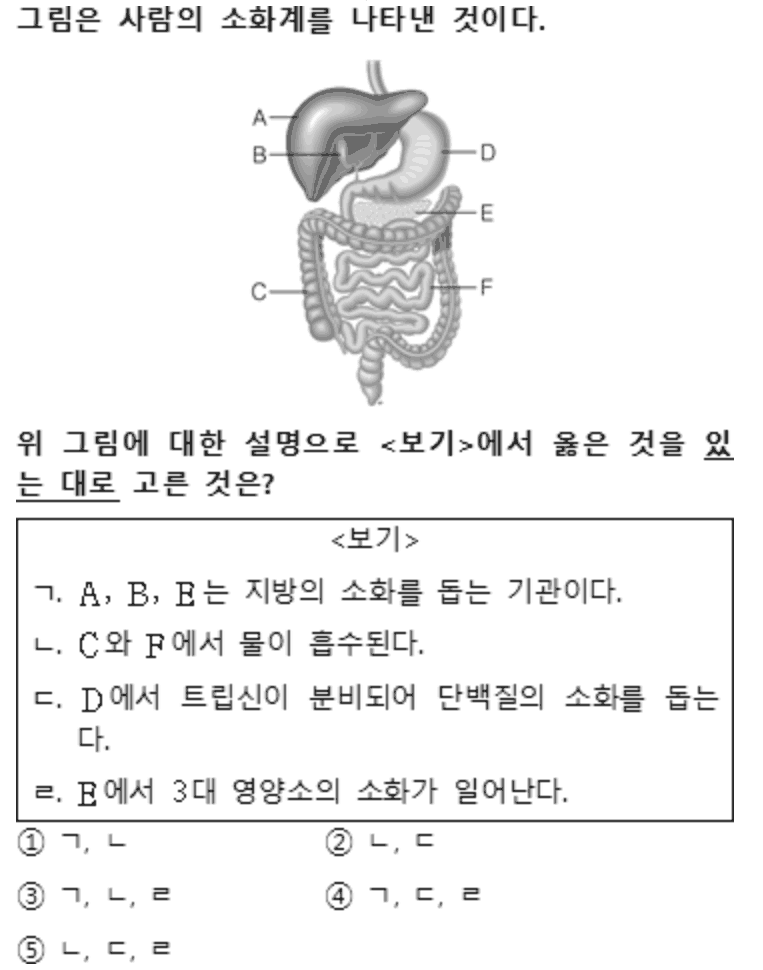 그림은 사람의 소화계를 나타낸 것이다.
A
B
D
E
C
F
위 그림에 대한 설명으로 <보기>에서 옳은 것을 있
는 대로 고른 것은?
<보기>
ㄱ. A, B, E는 지방의 소화를 돕는 기관이다.
ㄴ. C와 F에서 물이 흡수된다.
ㄷ. D에서 트립신이 분비되어 단백질의 소화를 돕는
다.
ㄹ. E에서 3대 영양소의 소화가 일어난다.
① ㄱ, ㄴ ② ㄴ, ㄷ
③ ㄱ, ㄴ, ㄹ ④ ㄱ, ㄷ, ㄹ
⑤ ㄴ, ㄷ, ㄹ